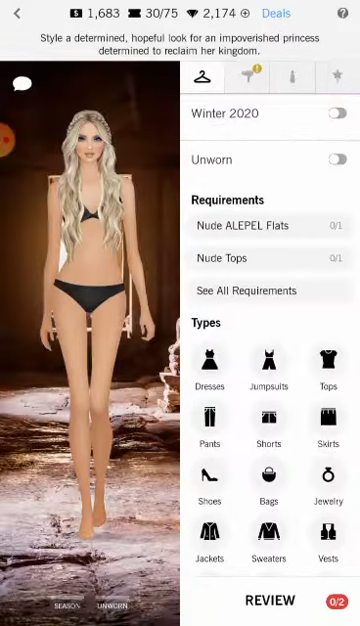 1,683 30/75 2,174 Deals
Style a determined, hopeful look for an impoverished princess
determined to reclaim her kingdom.
Winter 2020
Unworn
Requirements
Nude ALEPEL Flats 0/1
Nude Tops 0/1
See All Requirements
Types
Dresses Jumpsuits Tops
Pants Shorts Skirts
Shoes Bags Jewelry
Jackets Sweaters Vests
SEASON UNWORN
REVIEW 0/2